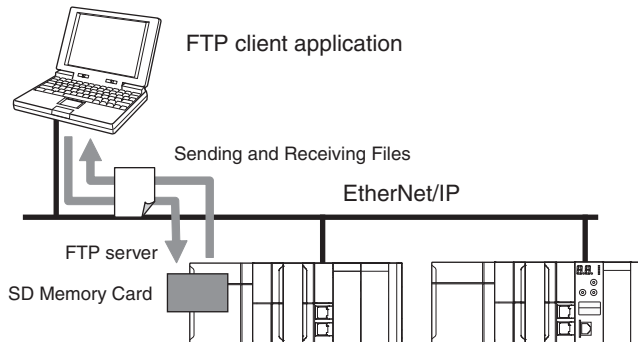 FTP client application
Sending and Receiving Files
EtherNet/IP
FTP server
SD Memory Card